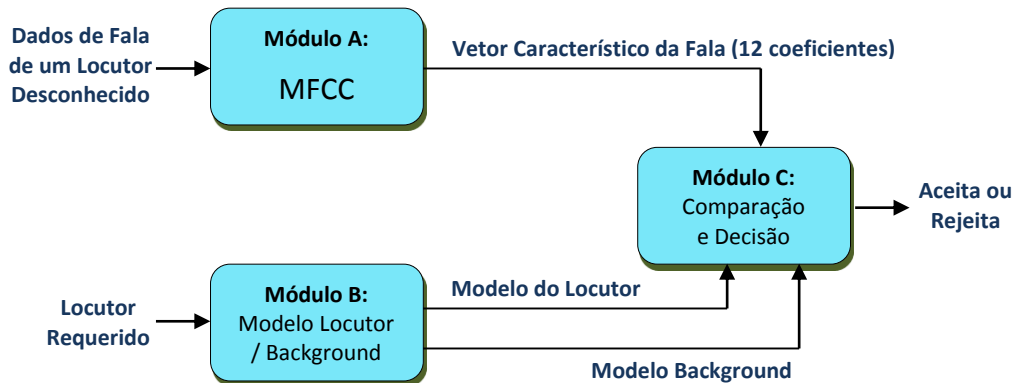 Dados de Fala
de um Locutor
Desconhecido
Módulo A:
MFCC
Vetor Característico da Fala (12 coeficientes)
Módulo C:
Comparação
e Decisão
Aceita ou
Rejeita
Locutor
Requerido
Módulo B:
Modelo Locutor
/ Background
Modelo do Locutor
Modelo Background